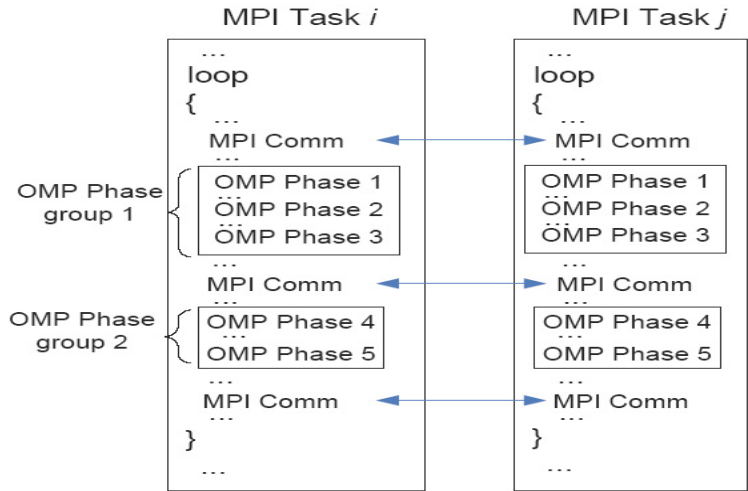 MPI Task i
...
loop
{
...
MPI Comm
...
OMP Phase 1
...
OMP Phase 2
...
OMP Phase 3
...
MPI Comm
...
OMP Phase 4
...
OMP Phase 5
...
MPI Comm
...
}
...
OMP Phase
group 1
OMP Phase
group 2
MPI Task j
...
loop
{
...
MPI Comm
...
OMP Phase 1
...
OMP Phase 2
...
OMP Phase 3
...
MPI Comm
...
OMP Phase 4
...
OMP Phase 5
...
MPI Comm
...
}
...